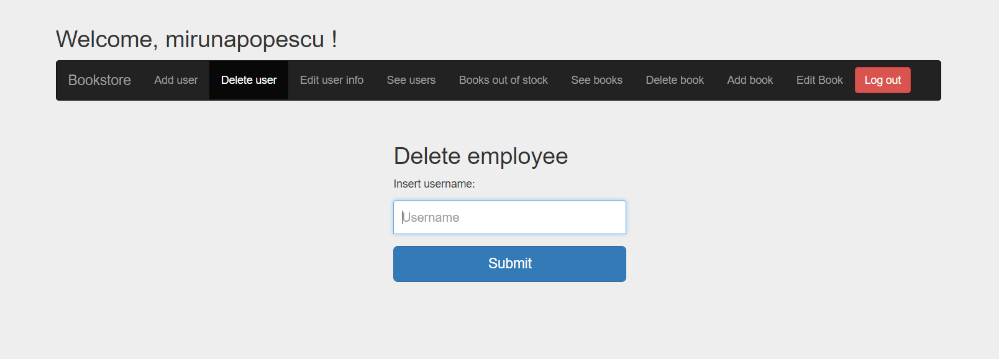 Welcome, mirunapopescu !
Bookstore Add user Delete user Edit user info See users Books out of stock See books Delete book Add book Edit Book Log out
Delete employee
Insert username:
Username
Submit